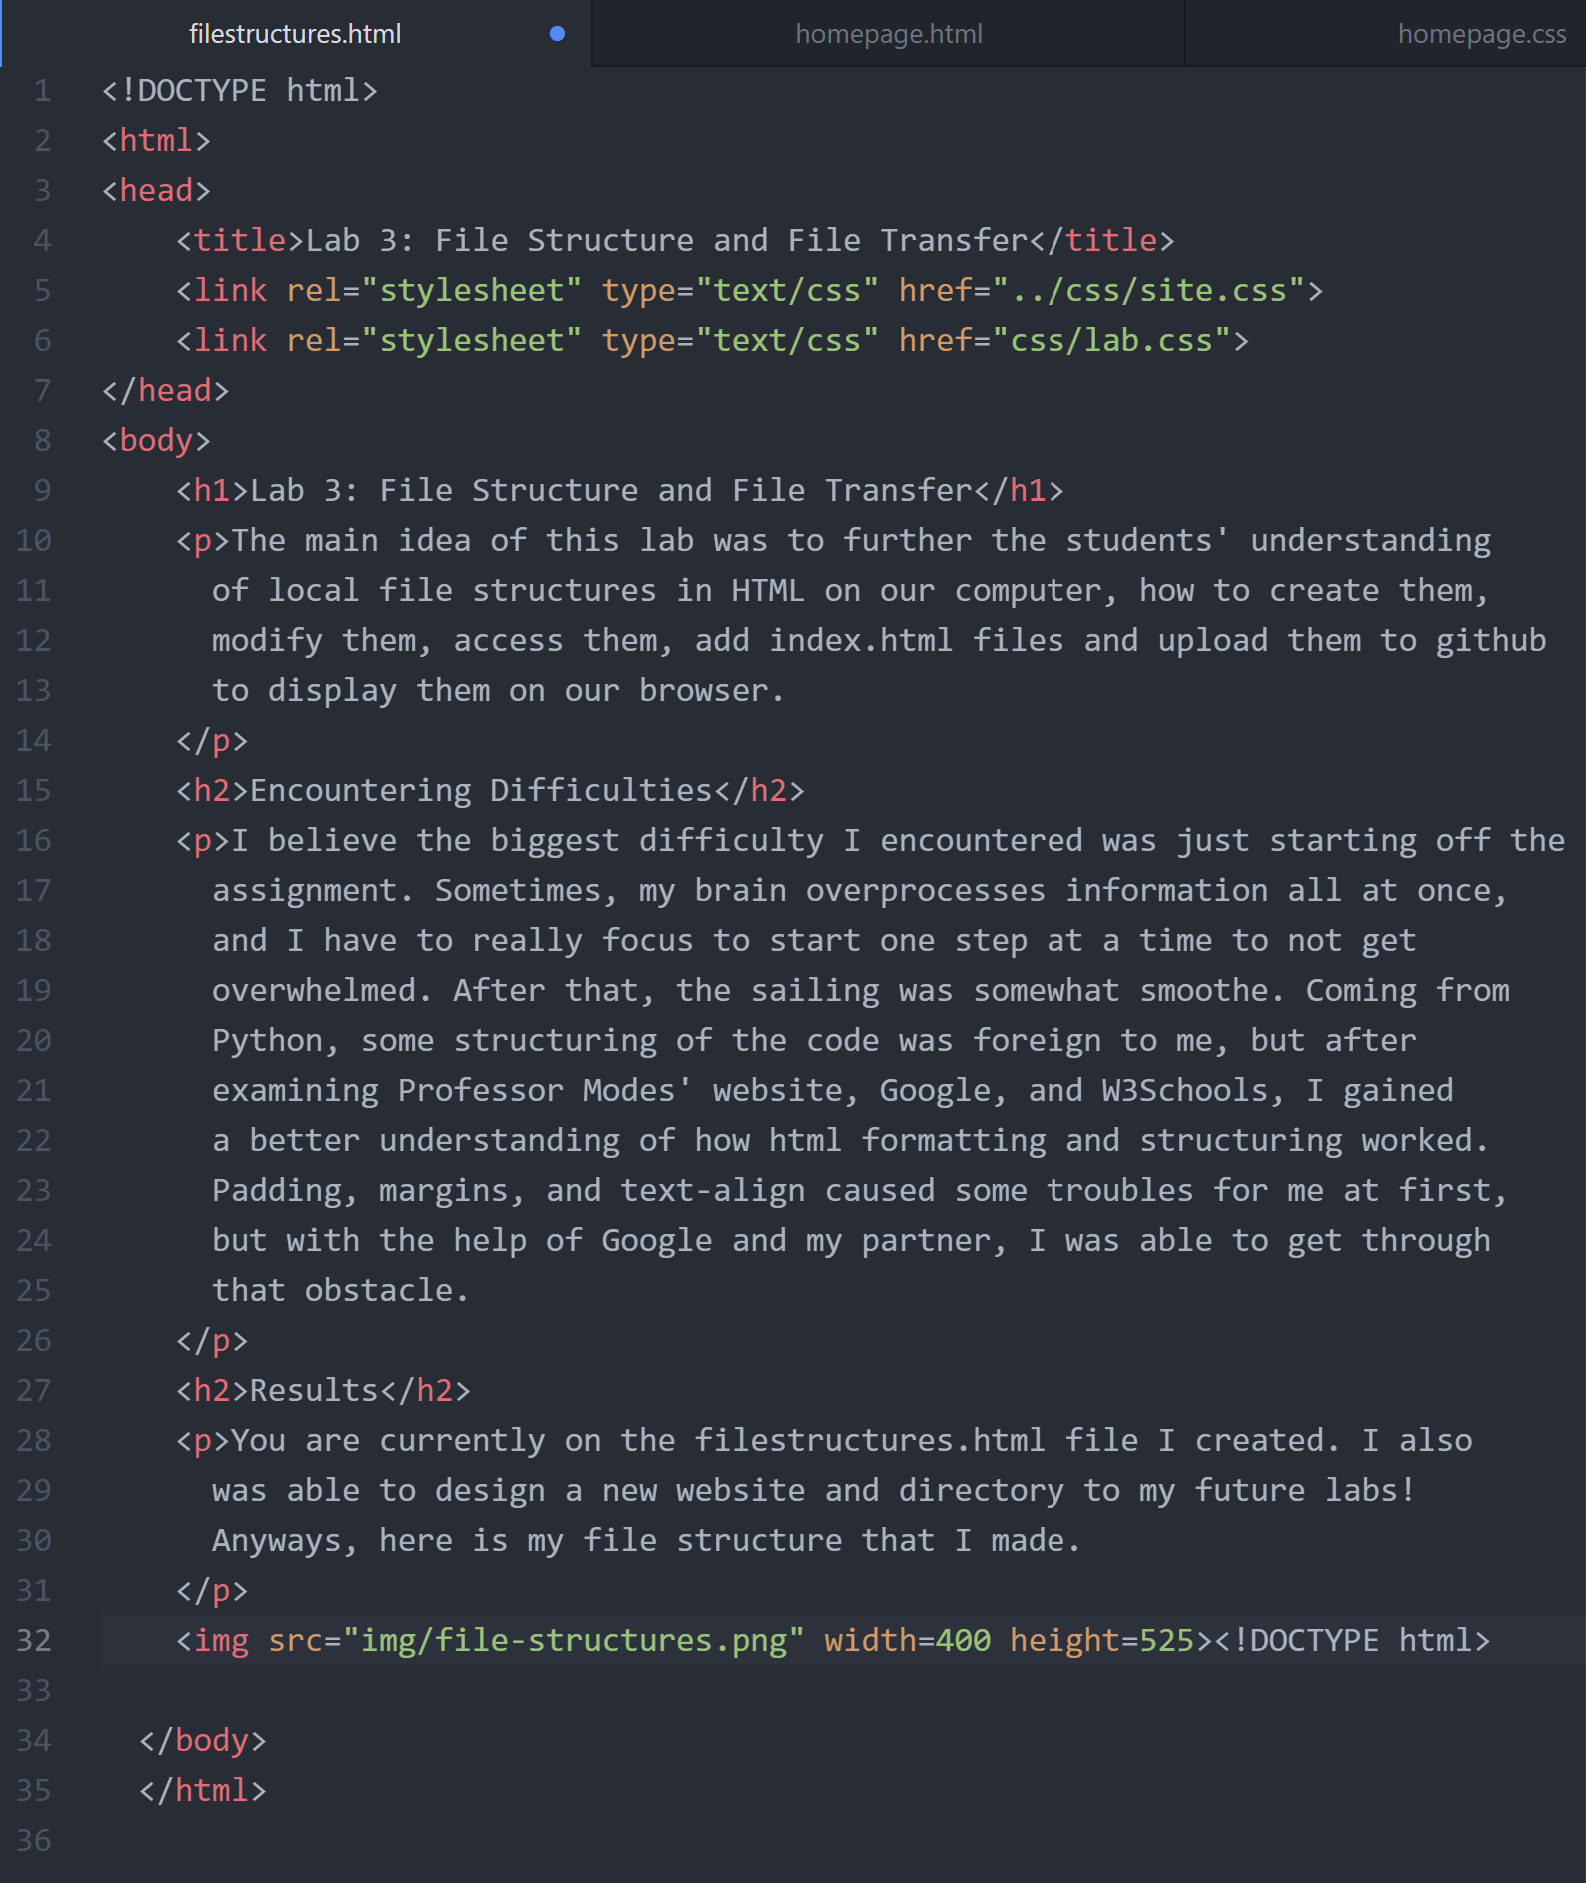 filestructures.html
homepage.html
homepage.css
1 <!DOCTYPE html>
2 <html>
3 <head>
4     <title>Lab 3: File Structure and File Transfer</title>
5     <link rel="stylesheet" type="text/css" href="../css/site.css">
6     <link rel="stylesheet" type="text/css" href="css/lab.css">
7 </head>
8 <body>
9     <h1>Lab 3: File Structure and File Transfer</h1>
10     <p>The main idea of this lab was to further the students' understanding
11       of local file structures in HTML on our computer, how to create them,
12       modify them, access them, add index.html files and upload them to github
13       to display them on our browser.
14     </p>
15     <h2>Encountering Difficulties</h2>
16     <p>I believe the biggest difficulty I encountered was just starting off the
17       assignment. Sometimes, my brain overprocesses information all at once,
18       and I have to really focus to start one step at a time to not get
19       overwhelmed. After that, the sailing was somewhat smoothe. Coming from
20       Python, some structuring of the code was foreign to me, but after
21       examining Professor Modes' website, Google, and W3Schools, I gained
22       a better understanding of how html formatting and structuring worked.
23       Padding, margins, and text-align caused some troubles for me at first,
24       but with the help of Google and my partner, I was able to get through
25       that obstacle.
26     </p>
27     <h2>Results</h2>
28     <p>You are currently on the filestructures.html file I created. I also
29       was able to design a new website and directory to my future labs!
30       Anyways, here is my file structure that I made.
31     </p>
32     <img src="img/file-structures.png" width=400 height=525><!DOCTYPE html>
33
34   </body>
35   </html>
36